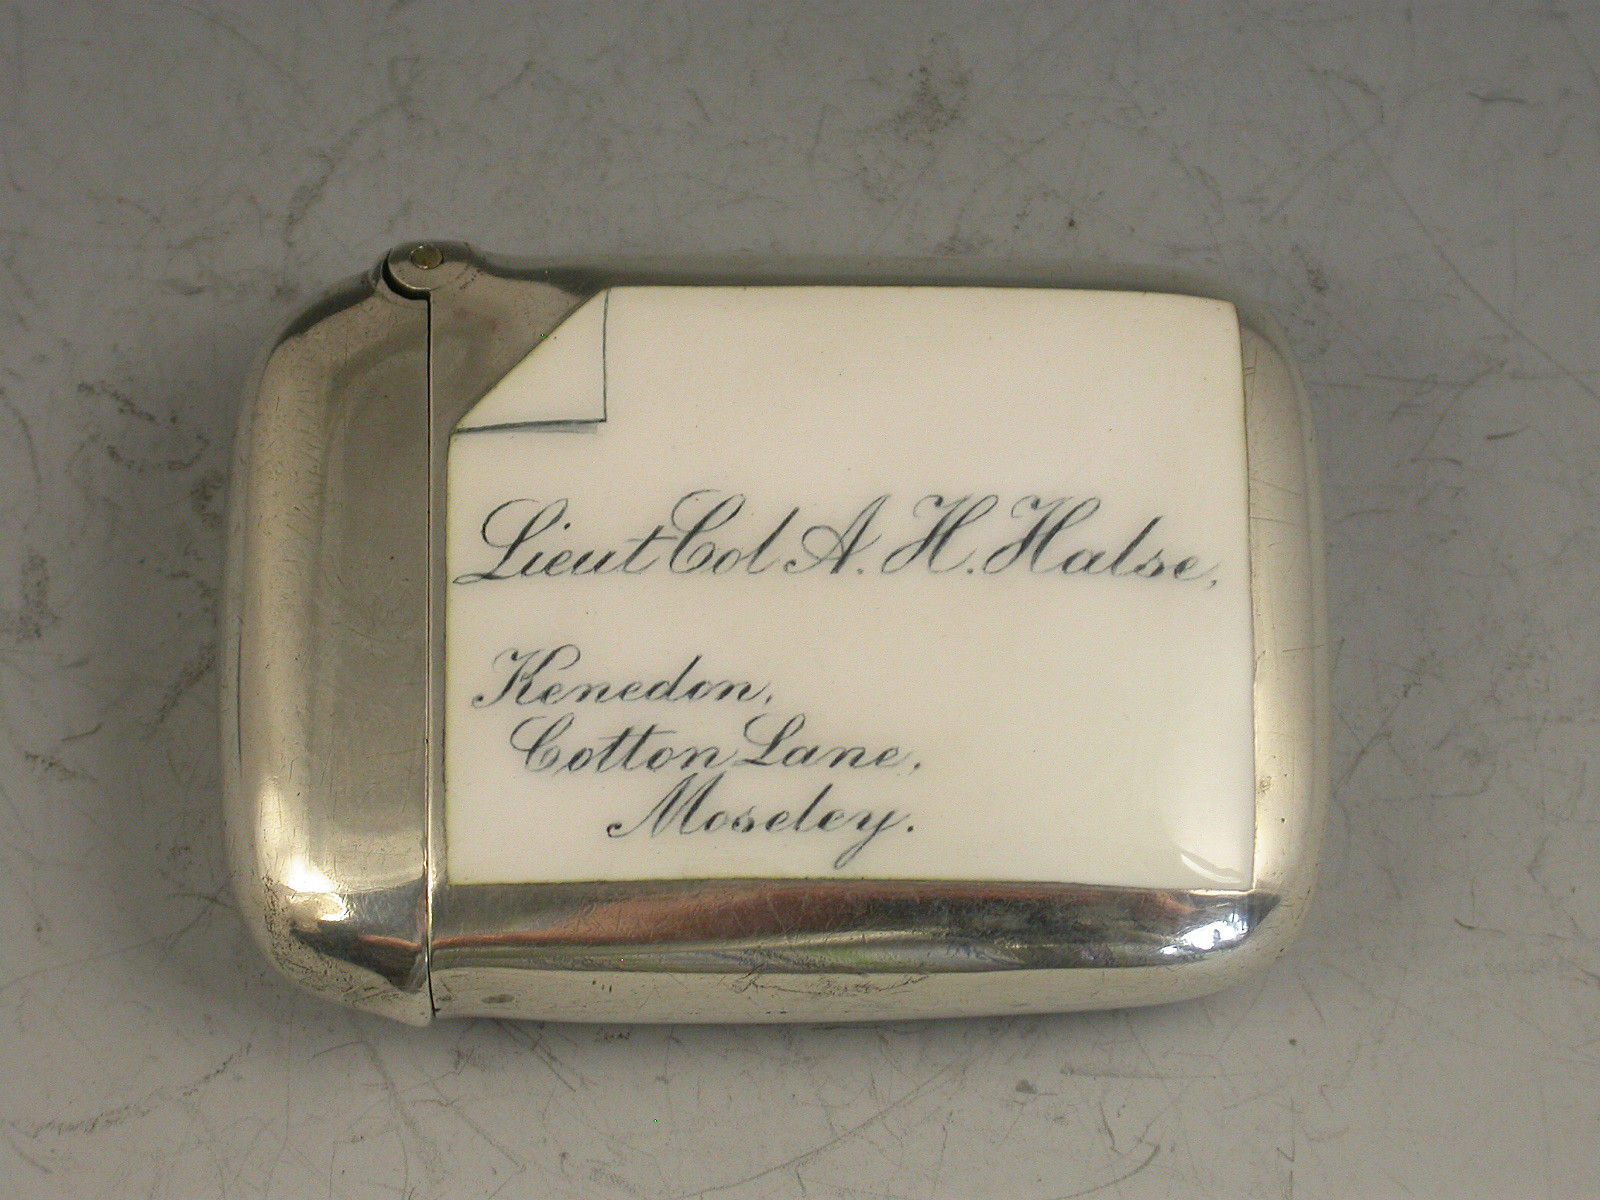 Lieut Col A. H. Halse,
Kenedon,
Cotton Lane,
Moseley.